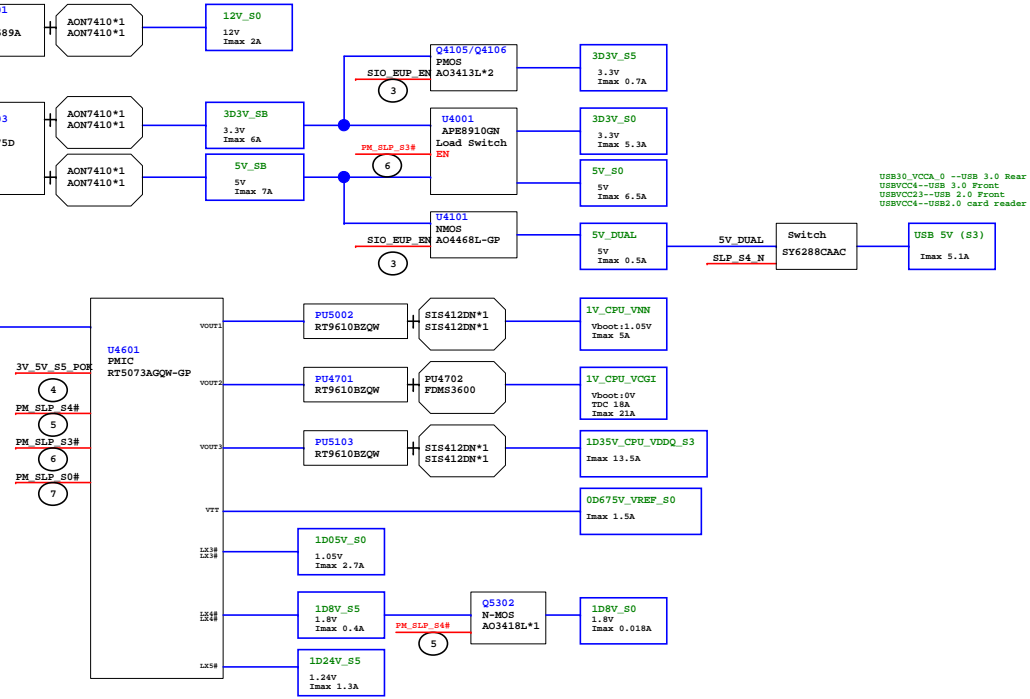 01
589A
AON7410*1
AON7410*1
12V_S0
12V
Imax 2A
Q4105/Q4106
PMOS
AO3413L*2
SIO_EUP_EN
3
3D3V_S5
3.3V
Imax 0.7A
03
75D
AON7410*1
AON7410*1
3D3V_SB
3.3V
Imax 6A
U4001
APE8910GN
Load Switch
EN
PM_SLP_S3#
6
3D3V_S0
3.3V
Imax 5.3A
AON7410*1
AON7410*1
5V_SB
5V
Imax 7A
5V_S0
5V
Imax 6.5A
USB30_VCCA_0 --USB 3.0 Rear
USBVCC4--USB 3.0 Front
USBVCC23--USB 2.0 Front
USBVCC4--USB2.0 card reader
U4101
NMOS
AO4468L-GP
SIO_EUP_EN
3
5V_DUAL
5V
Imax 0.5A
5V_DUAL
SLP_S4_N
Switch
SY6288CAAC
USB 5V (S3)
Imax 5.1A
U4601
PMIC
RT5073AGQW-GP
3V_5V_S5_POK
4
PM_SLP_S4#
5
PM_SLP_S3#
6
PM_SLP_S0#
7
VOUT1
PU5002
RT9610BZQW
SIS412DN*1
SIS412DN*1
1V_CPU_VNN
Vboot:1.05V
Imax 5A
VOUT2
PU4701
RT9610BZQW
PU4702
FDMS3600
1V_CPU_VCGI
Vboot:0V
TDC 18A
Imax 21A
VOUT3
PU5103
RT9610BZQW
SIS412DN*1
SIS412DN*1
1D35V_CPU_VDDQ_S3
Imax 13.5A
VTT
0D675V_VREF_S0
Imax 1.5A
LX3#
LX3#
1D05V_S0
1.05V
Imax 2.7A
LX4#
LX4#
1D8V_S5
1.8V
Imax 0.4A
PM_SLP_S4#
5
Q5302
N-MOS
AO3418L*1
1D8V_S0
1.8V
Imax 0.018A
LX5#
1D24V_S5
1.24V
Imax 1.3A